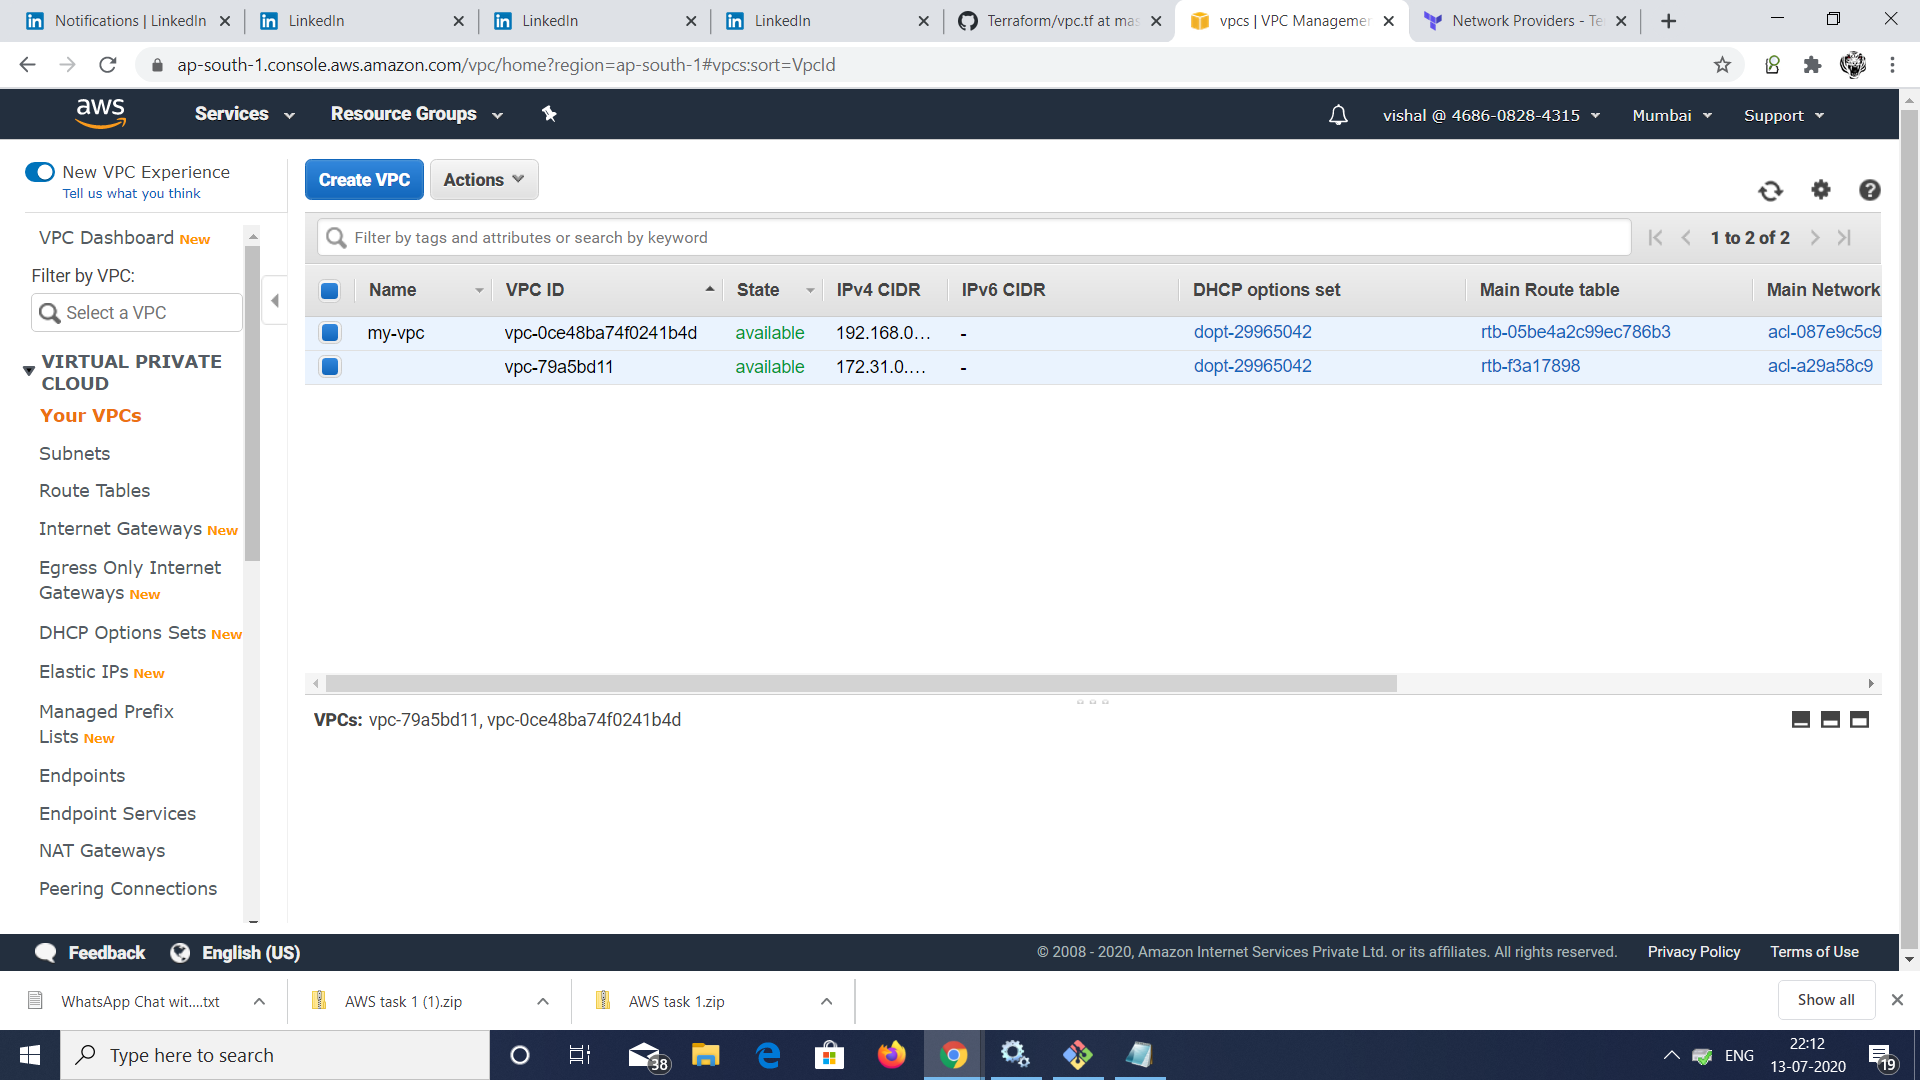 Notifications | LinkedIn
LinkedIn
LinkedIn
LinkedIn
Terraform/vpc.tf at mas
vpcs | VPC Managemen
Network Providers - Te
ap-south-1.console.aws.amazon.com/vpc/home?region=ap-south-1#vpcs:sort=VpcId
aws
Services
Resource Groups
vishal @ 4686-0828-4315
Mumbai
Support
New VPC Experience
Tell us what you think
Create VPC
Actions
VPC Dashboard New
Filter by VPC:
Select a VPC
VIRTUAL PRIVATE
CLOUD
Your VPCs
Subnets
Route Tables
Internet Gateways New
Egress Only Internet
Gateways New
DHCP Options Sets New
Elastic IPs New
Managed Prefix
Lists New
Endpoints
Endpoint Services
NAT Gateways
Peering Connections
Filter by tags and attributes or search by keyword
1 to 2 of 2
Name VPC ID State IPv4 CIDR IPv6 CIDR DHCP options set Main Route table Main Network
my-vpc vpc-0ce48ba74f0241b4d available 192.168.0... - dopt-29965042 rtb-05be4a2c99ec786b3 acl-087e9c5c9
vpc-79a5bd11 available 172.31.0.... - dopt-29965042 rtb-f3a17898 acl-a29a58c9
VPCs: vpc-79a5bd11, vpc-0ce48ba74f0241b4d
Feedback
English (US)
© 2008 - 2020, Amazon Internet Services Private Ltd. or its affiliates. All rights reserved.
Privacy Policy
Terms of Use
WhatsApp Chat wit....txt
AWS task 1 (1).zip
AWS task 1.zip
Show all
Type here to search
38
ENG
22:12
13-07-2020
19